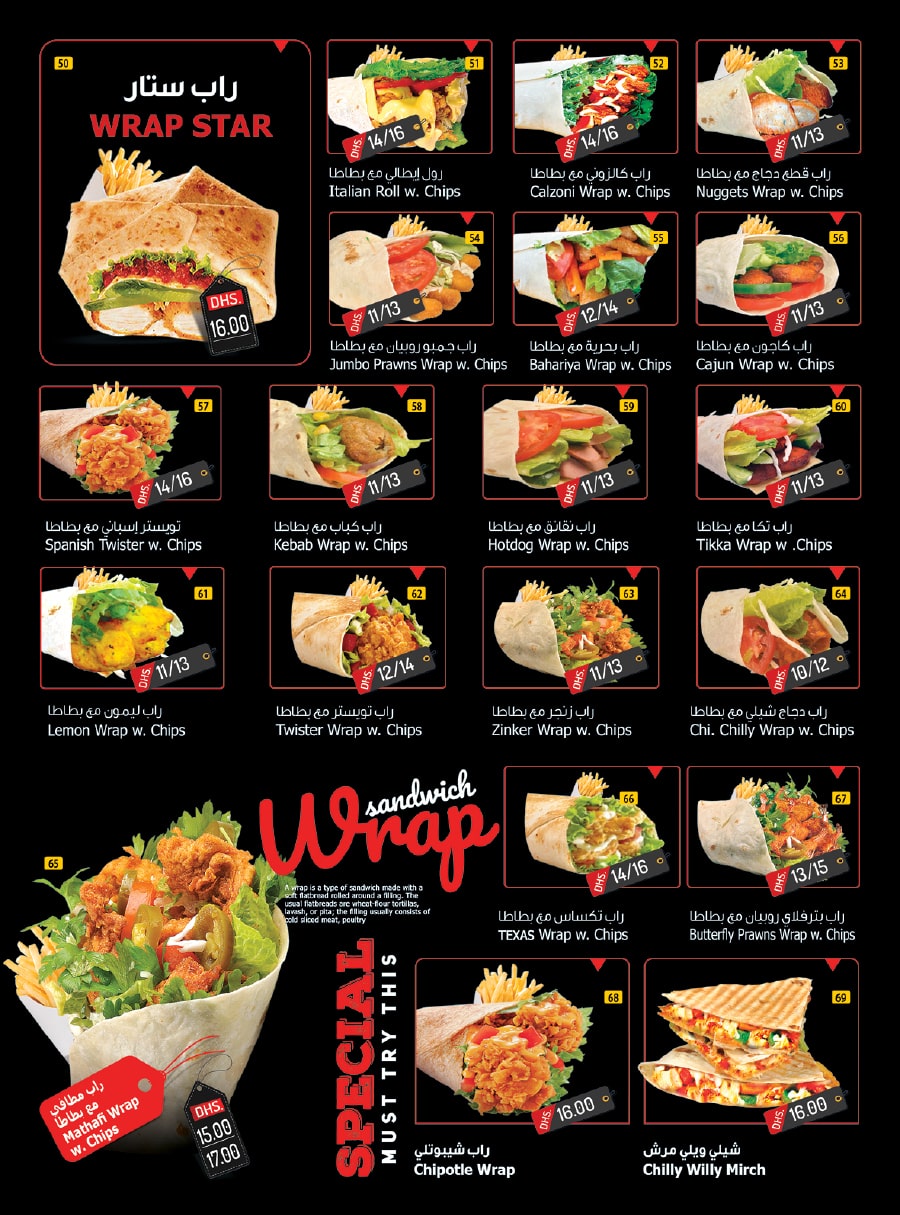 50
راب ستار
WRAP STAR
DHS.
16.00
51
DHS. 14/16
رول إيطالي مع بطاطا
Italian Roll w. Chips
52
DHS. 14/16
راب كالزوني مع بطاطا
Calzoni Wrap w. Chips
53
DHS. 11/13
راب قطع دجاج مع بطاطا
Nuggets Wrap w. Chips
54
DHS. 11/13
راب جمبو روبيان مع بطاطا
Jumbo Prawns Wrap w. Chips
55
DHS. 12/14
راب بحرية مع بطاطا
Bahariya Wrap w. Chips
56
DHS. 11/13
راب كاجون مع بطاطا
Cajun Wrap w. Chips
57
DHS. 14/16
تويستر إسباني مع بطاطا
Spanish Twister w. Chips
58
DHS. 11/13
راب كباب مع بطاطا
Kebab Wrap w. Chips
59
DHS. 11/13
راب نقانق مع بطاطا
Hotdog Wrap w. Chips
60
DHS. 11/13
راب تكا مع بطاطا
Tikka Wrap w .Chips
61
DHS. 11/13
راب ليمون مع بطاطا
Lemon Wrap w. Chips
62
DHS. 12/14
راب تويستر مع بطاطا
Twister Wrap w. Chips
63
DHS. 11/13
راب زنجر مع بطاطا
Zinker Wrap w. Chips
64
DHS. 10/12
راب دجاج شيلي مع بطاطا
Chi. Chilly Wrap w. Chips
65
راب مطافي
مع بطاطا
Mathafi Wrap
w. Chips
DHS.
15.00
17.00
sandwich
Wrap
A wrap is a type of sandwich made with a
soft flatbread rolled around a filling. The
usual flatbreads are wheat-flour tortillas,
lavash, or pita; the filling usually consists of
cold sliced meat, poultry
66
DHS. 14/16
راب تكساس مع بطاطا
TEXAS Wrap w. Chips
67
DHS. 13/15
راب بترفلاي روبيان مع بطاطا
Butterfly Prawns Wrap w. Chips
SPECIAL
MUST TRY THIS
68
DHS. 16.00
راب شيبوتلي
Chipotle Wrap
69
DHS. 16.00
شيلي ويلي مرش
Chilly Willy Mirch